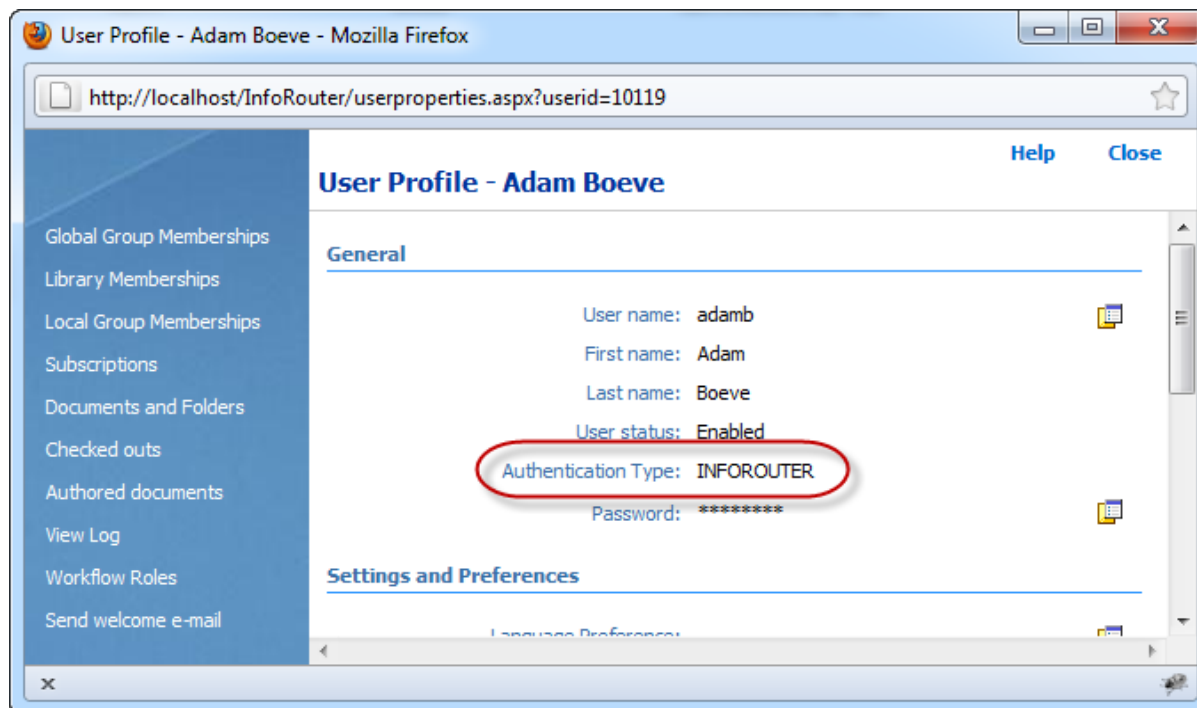 User Profile - Adam Boeve - Mozilla Firefox
http://localhost/InfoRouter/userproperties.aspx?userid=10119
Help Close
User Profile - Adam Boeve
Global Group Memberships
Library Memberships
Local Group Memberships
Subscriptions
Documents and Folders
Checked outs
Authored documents
View Log
Workflow Roles
Send welcome e-mail
General
User name: adamb
First name: Adam
Last name: Boeve
User status: Enabled
Authentication Type: INFOROUTER
Password: ********
Settings and Preferences
Language Preference: